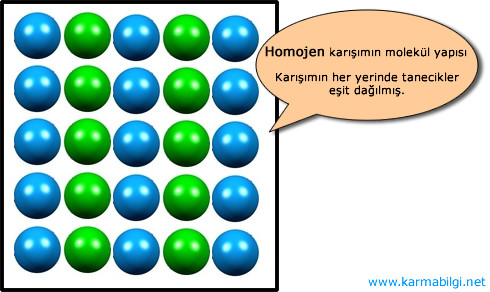 Homojen karışımın molekül yapısı
Karışımın her yerinde tanecikler
eşit dağılmış.
www.karmabilgi.net